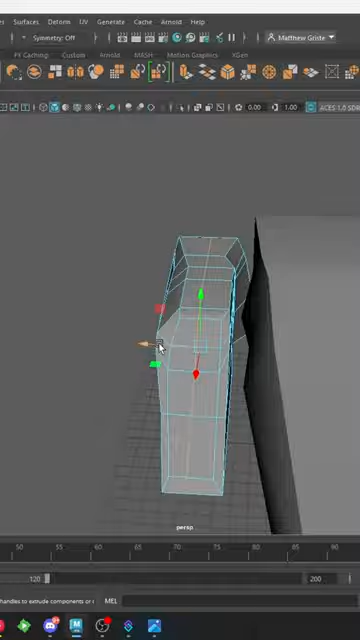 Surfaces Deform UV Generate Cache Arnold Help
Symmetry: Off
Matthew Griste
FX Caching Custom Arnold MASH Motion Graphics XGen
0.00 1.00 ACES 1.0 SDR
persp
50 55 60 65 70 75 80 85 90
120 200
handles to extrude components or MEL